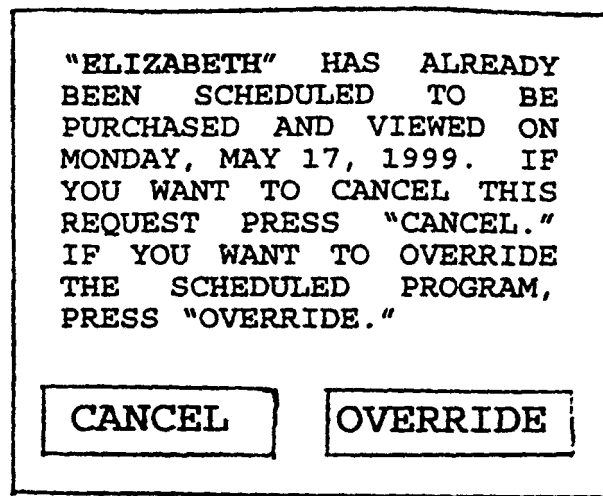 "ELIZABETH" HAS ALREADY
BEEN SCHEDULED TO BE
PURCHASED AND VIEWED ON
MONDAY, MAY 17, 1999. IF
YOU WANT TO CANCEL THIS
REQUEST PRESS "CANCEL."
IF YOU WANT TO OVERRIDE
THE SCHEDULED PROGRAM,
PRESS "OVERRIDE."
CANCEL OVERRIDE